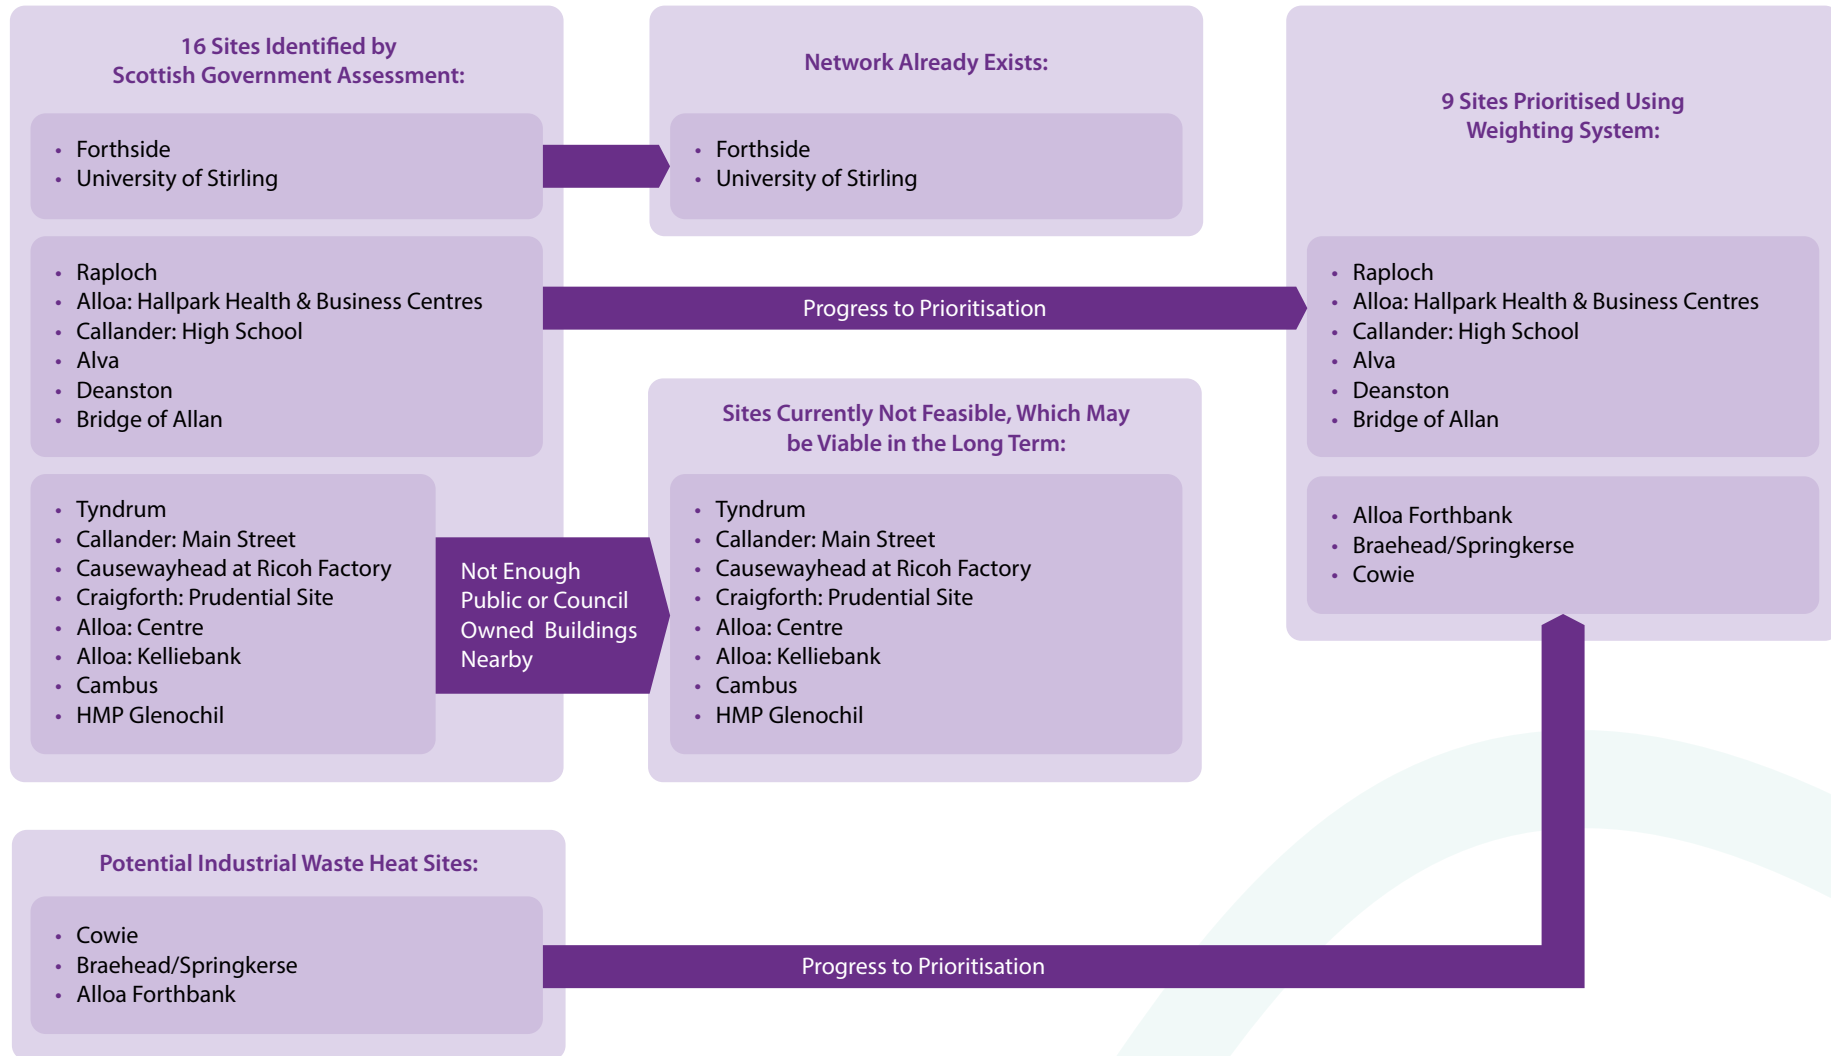 16 Sites Identified by
Scottish Government Assessment:
• Forthside
• University of Stirling
• Raploch
• Alloa: Hallpark Health & Business Centres
• Callander: High School
• Alva
• Deanston
• Bridge of Allan
• Tyndrum
• Callander: Main Street
• Causewayhead at Ricoh Factory
• Craigforth: Prudential Site
• Alloa: Centre
• Alloa: Kelliebank
• Cambus
• HMP Glenochil
Network Already Exists:
• Forthside
• University of Stirling
Progress to Prioritisation
Not Enough
Public or Council
Owned Buildings
Nearby
Sites Currently Not Feasible, Which May
be Viable in the Long Term:
• Tyndrum
• Callander: Main Street
• Causewayhead at Ricoh Factory
• Craigforth: Prudential Site
• Alloa: Centre
• Alloa: Kelliebank
• Cambus
• HMP Glenochil
9 Sites Prioritised Using
Weighting System:
• Raploch
• Alloa: Hallpark Health & Business Centres
• Callander: High School
• Alva
• Deanston
• Bridge of Allan
• Alloa Forthbank
• Braehead/Springkerse
• Cowie
Potential Industrial Waste Heat Sites:
• Cowie
• Braehead/Springkerse
• Alloa Forthbank
Progress to Prioritisation